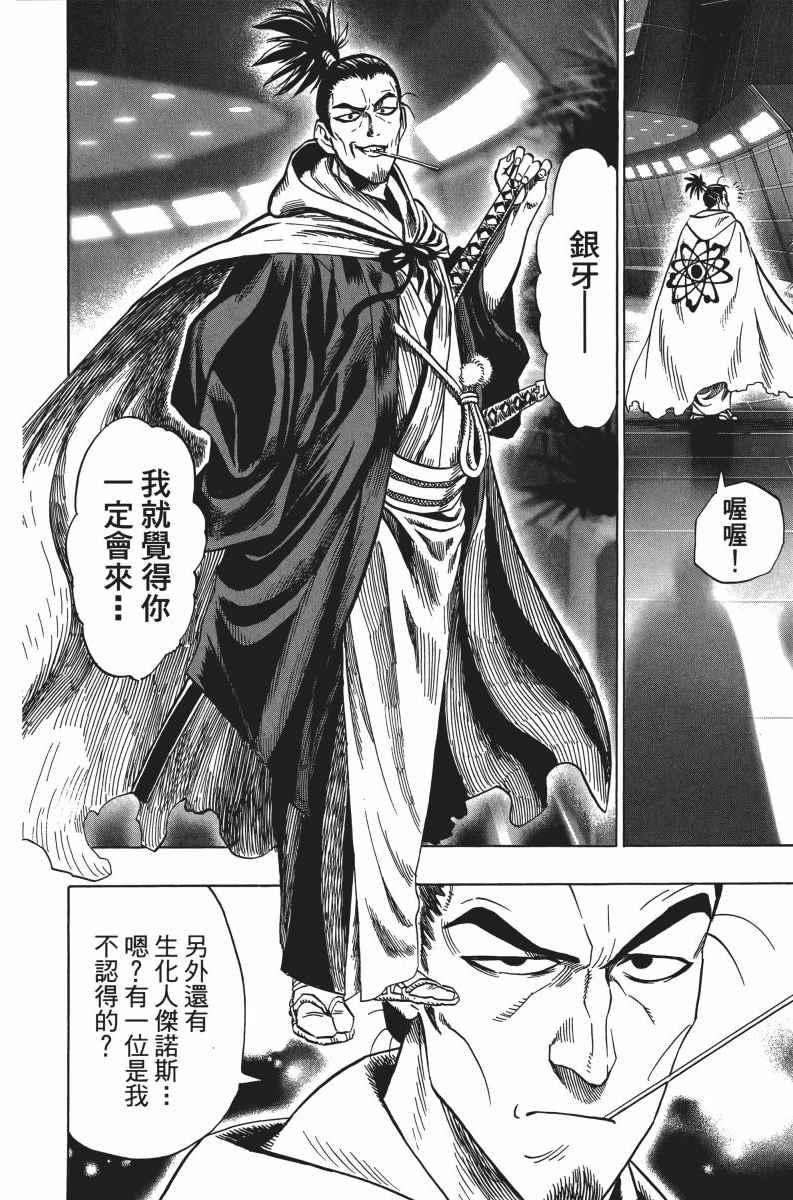 喔喔！
銀牙——
我就覺得你
一定會來…
另外還有
生化人傑諾斯…
嗯？有一位是我
不認得的？